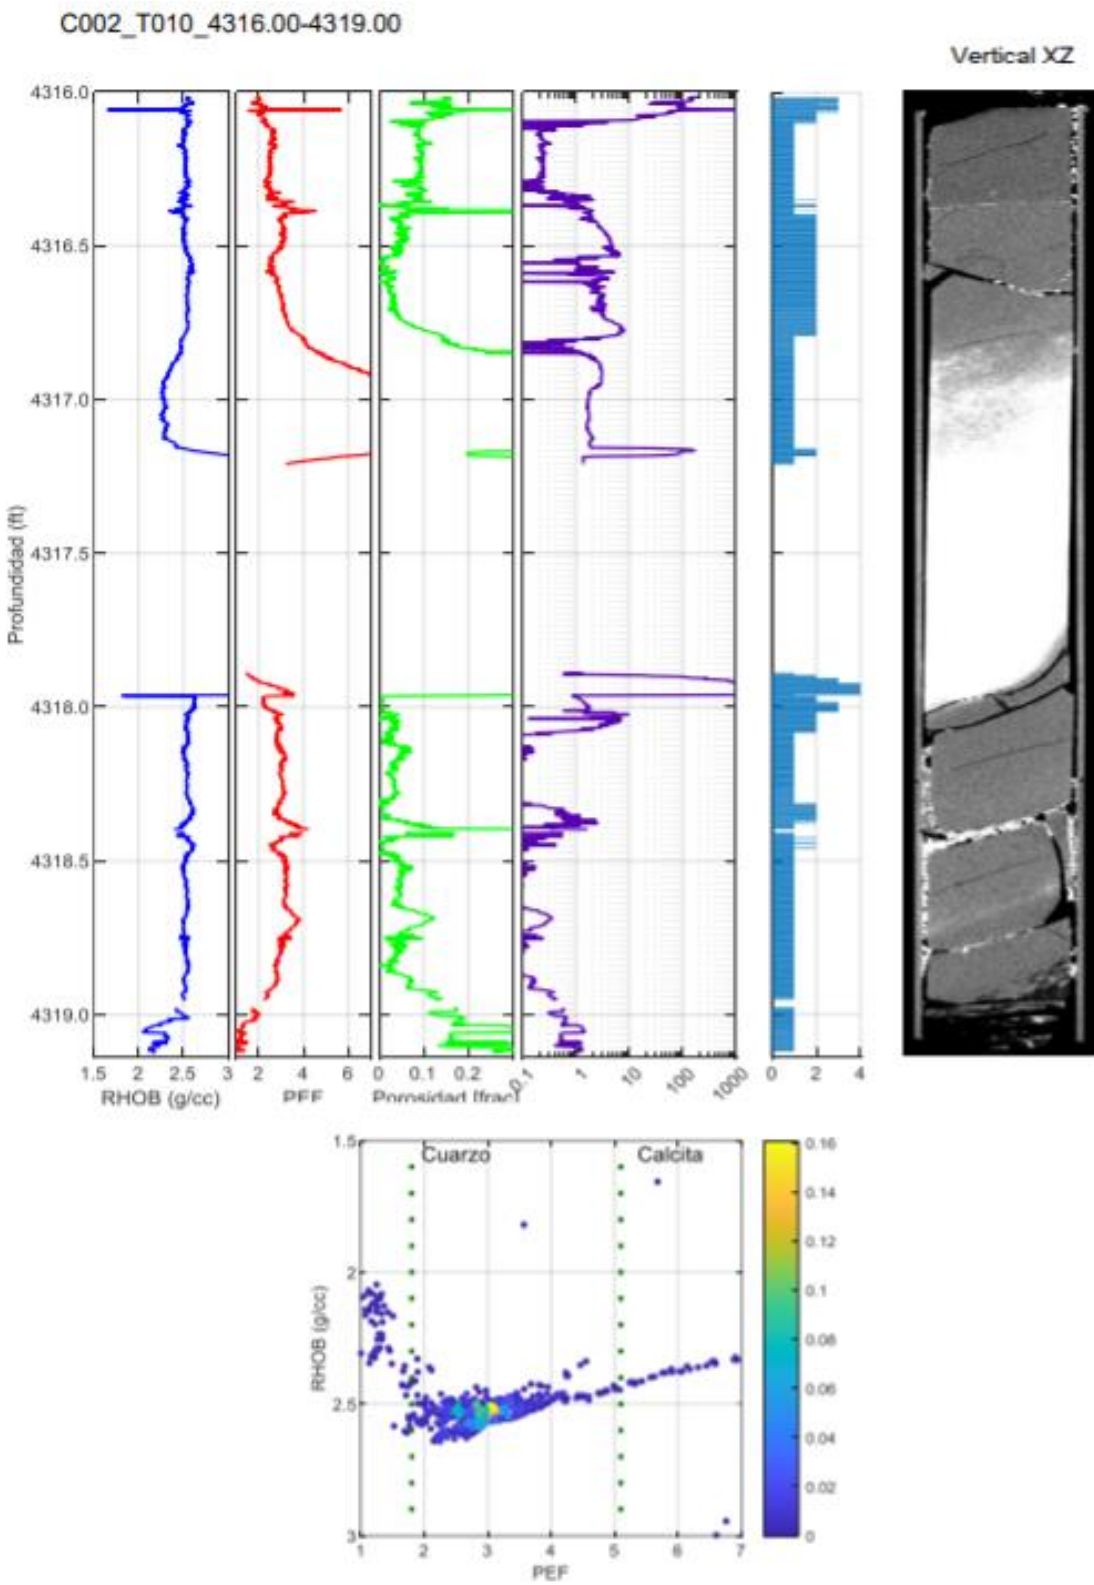 C002_T010_4316.00-4319.00
Vertical XZ
4316.0
4316.5
4317.0
4317.5
4318.0
4318.5
4319.0
Profundidad (ft)
1.5 2 2.5 3
RHOB (g/cc)
2 4 6
PEF
0 0.1 0.2
Porosidad [frac]
0.1 1 10 100 1000
0 2 4
Cuarzo Calcita
1.5
2
2.5
3
RHOB (g/cc)
1 2 3 4 5 6 7
PEF
0.16
0.14
0.12
0.1
0.08
0.06
0.04
0.02
0